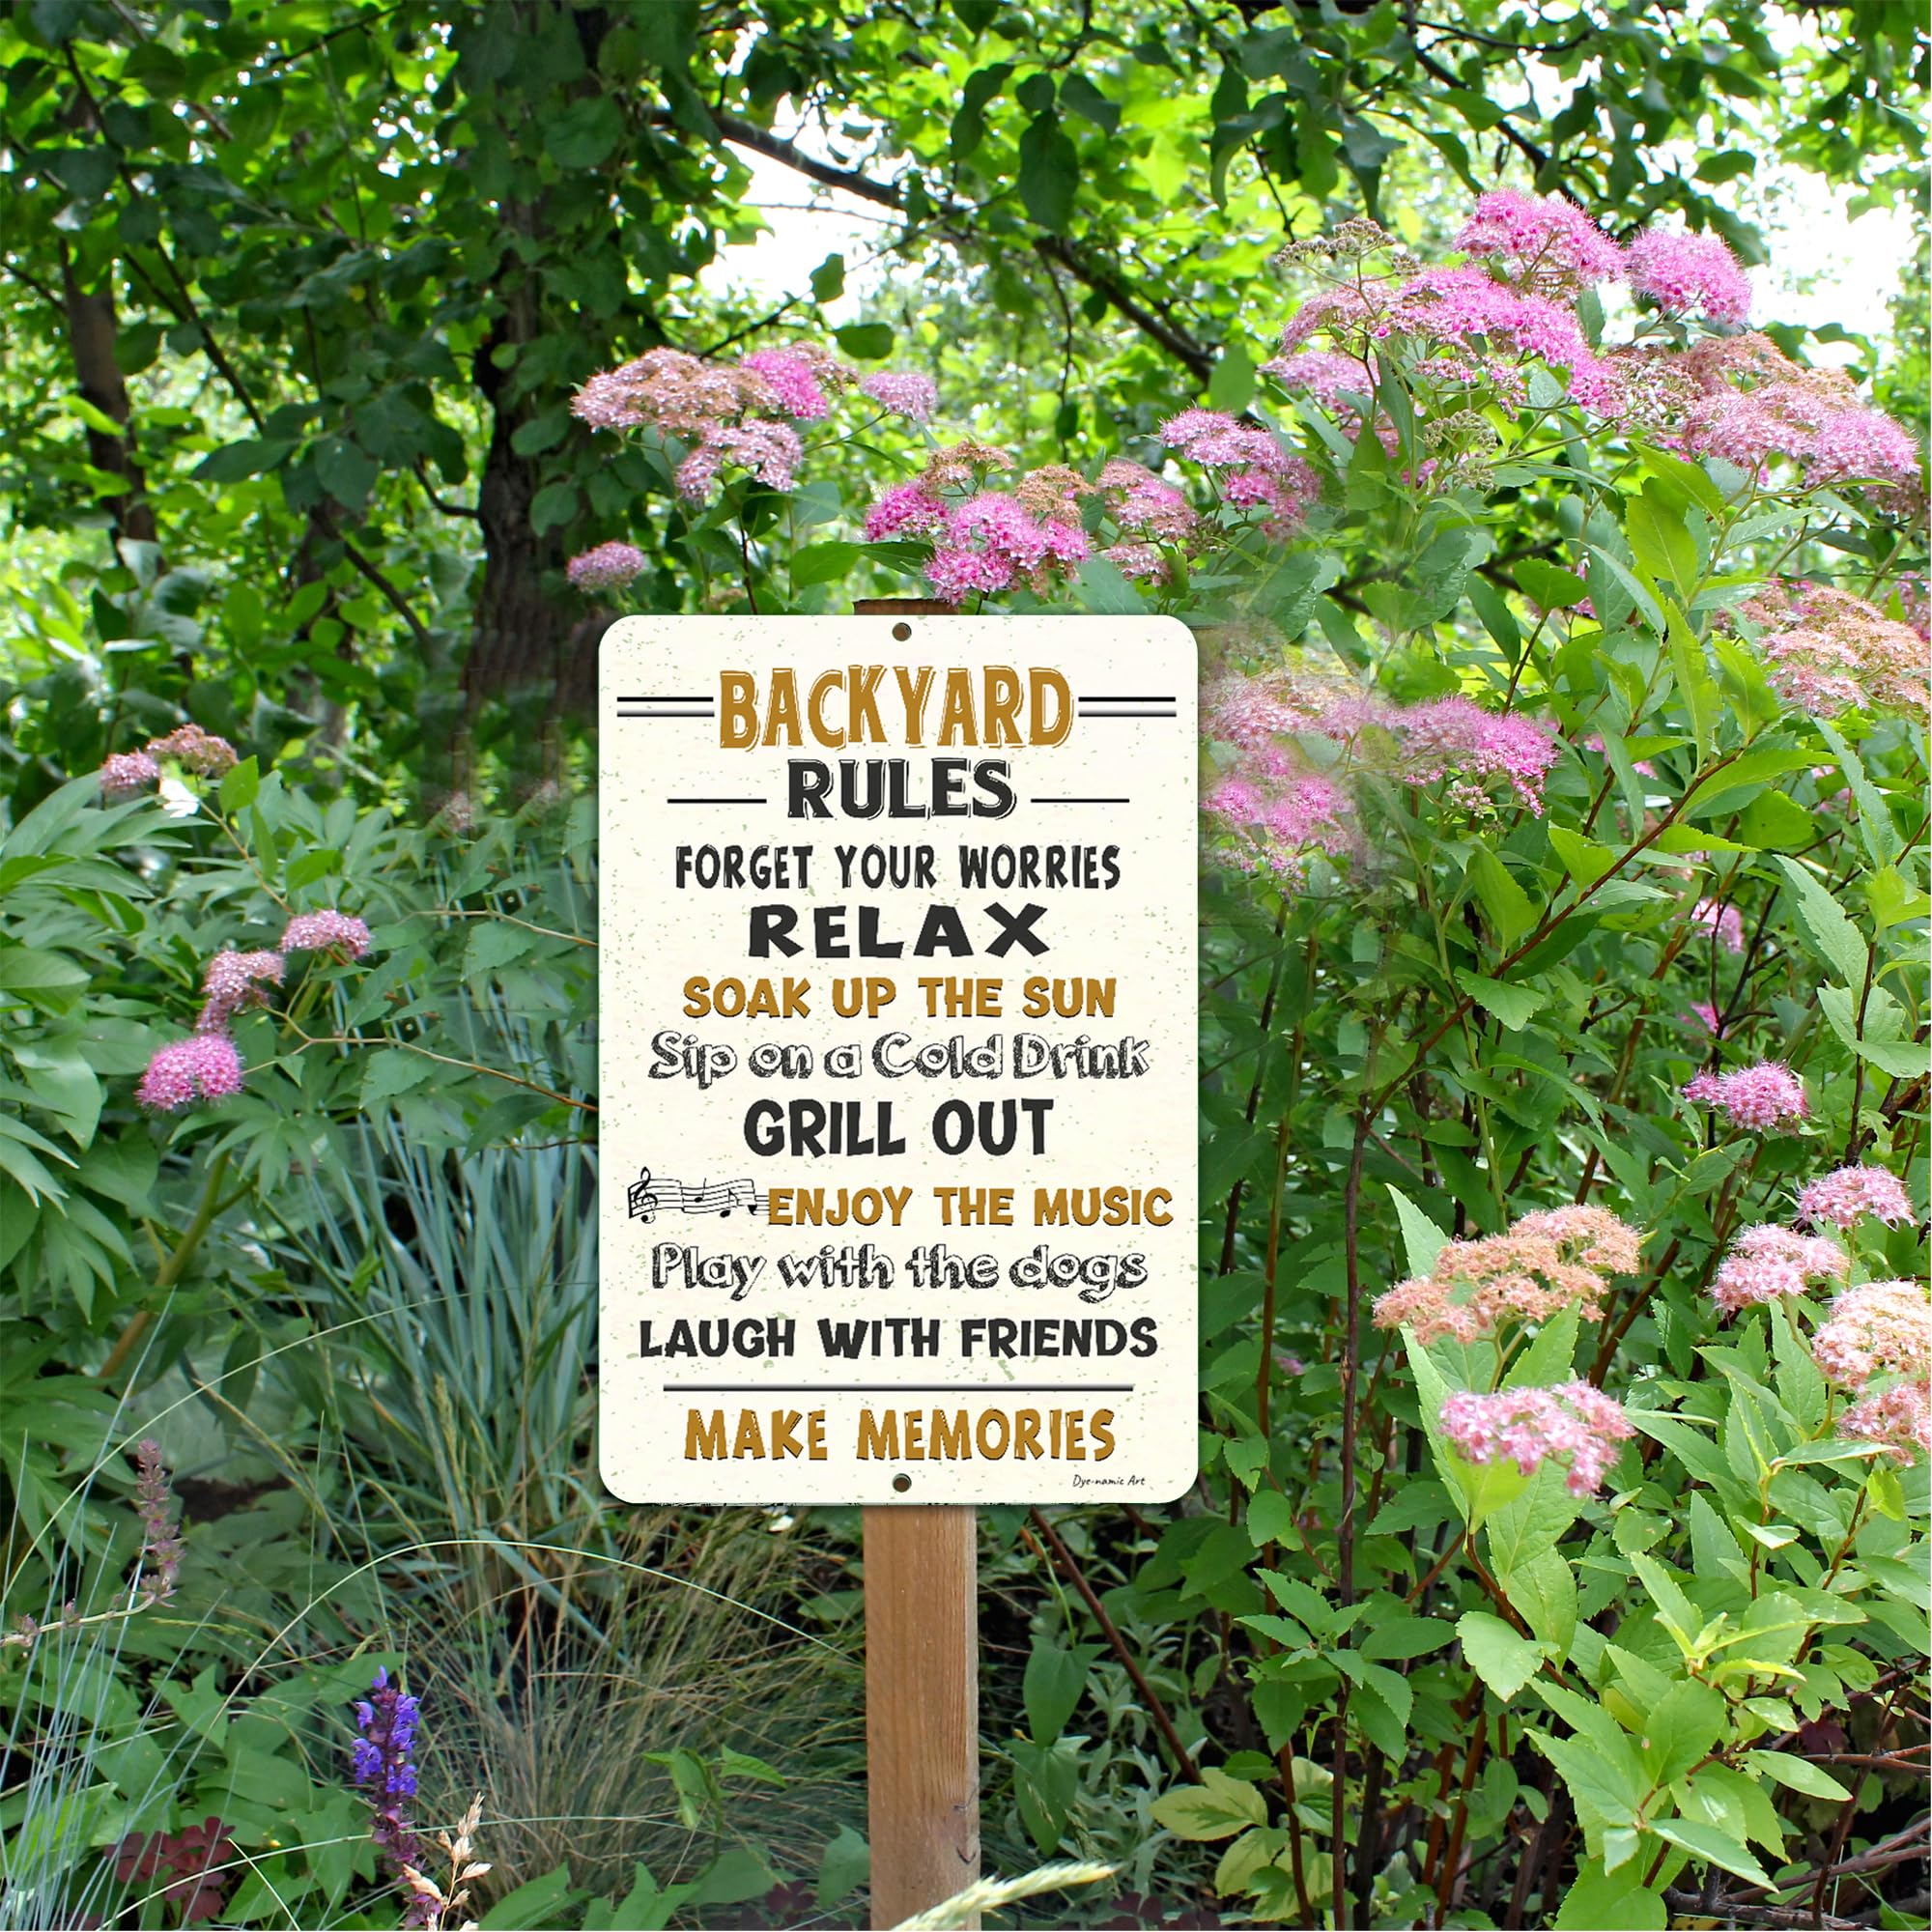 BACKYARD
RULES
FORGET YOUR WORRIES
RELAX
SOAK UP THE SUN
Sip on a Cold Drink
GRILL OUT
ENJOY THE MUSIC
Play with the dogs
LAUGH WITH FRIENDS
MAKE MEMORIES
Dye-namic Art